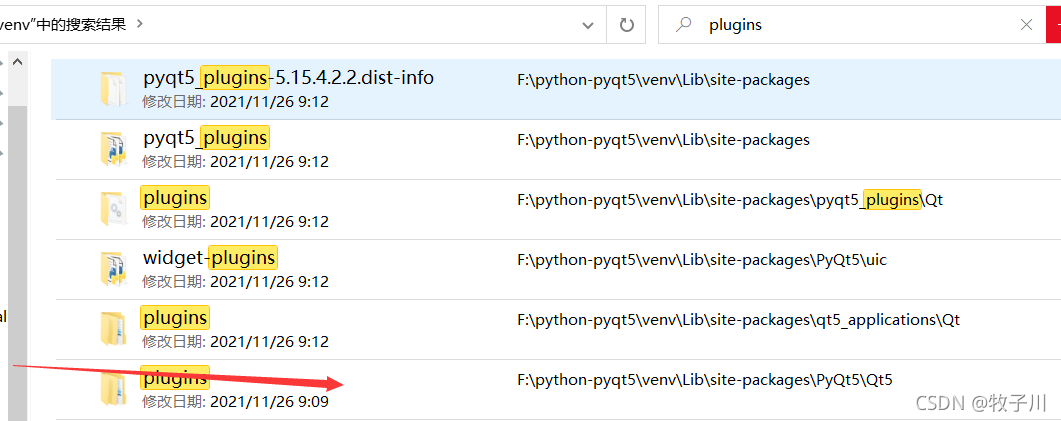 venv"中的搜索结果
plugins
pyqt5_plugins-5.15.4.2.2.dist-info
F:\python-pyqt5\venv\Lib\site-packages
修改日期: 2021/11/26 9:12
pyqt5_plugins
F:\python-pyqt5\venv\Lib\site-packages
修改日期: 2021/11/26 9:12
plugins
F:\python-pyqt5\venv\Lib\site-packages\pyqt5_plugins\Qt
修改日期: 2021/11/26 9:12
widget-plugins
F:\python-pyqt5\venv\Lib\site-packages\PyQt5\uic
修改日期: 2021/11/26 9:12
al
plugins
F:\python-pyqt5\venv\Lib\site-packages\qt5_applications\Qt
修改日期: 2021/11/26 9:12
plugins
F:\python-pyqt5\venv\Lib\site-packages\PyQt5\Qt5
修改日期: 2021/11/26 9:09
CSDN @牧子川